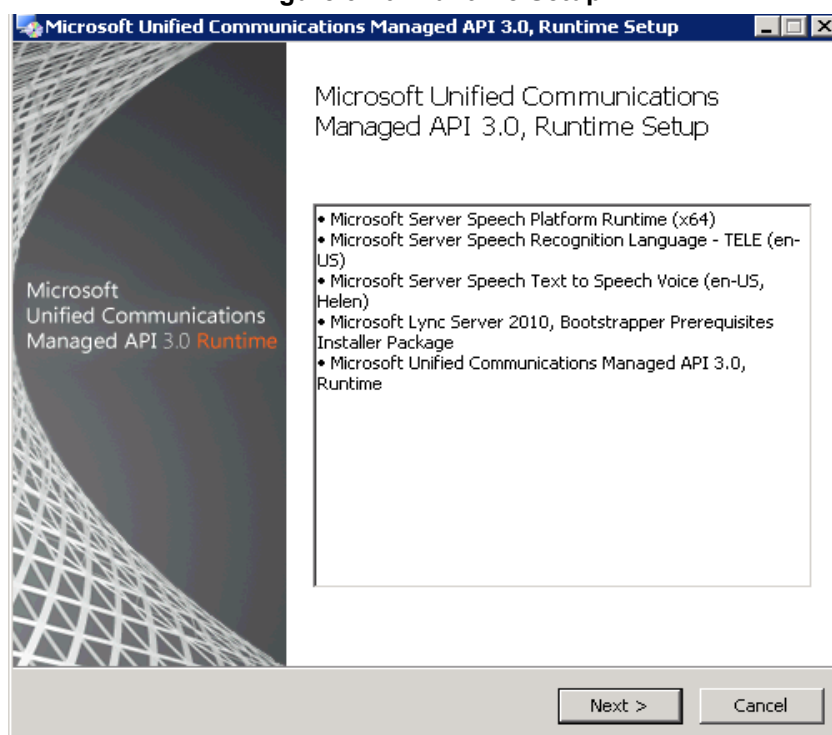 Microsoft Unified Communications Managed API 3.0, Runtime Setup
Microsoft Unified Communications
Managed API 3.0, Runtime Setup
• Microsoft Server Speech Platform Runtime (x64)
• Microsoft Server Speech Recognition Language - TELE (en-
US)
• Microsoft Server Speech Text to Speech Voice (en-US,
Helen)
• Microsoft Lync Server 2010, Bootstrapper Prerequisites
Installer Package
• Microsoft Unified Communications Managed API 3.0,
Runtime
Microsoft
Unified Communications
Managed API 3.0 Runtime
Next >
Cancel